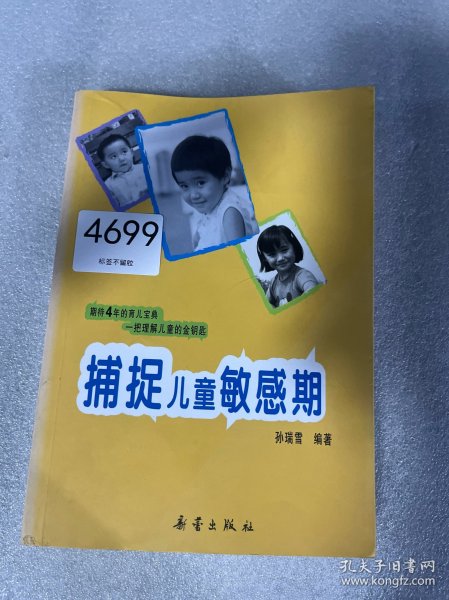 4699
标签不留胶
期待4年的育儿宝典
一把理解儿童的金钥匙
捕捉儿童敏感期
孙瑞雪 编著
新蕾出版社
孔夫子旧书网
www.kongfz.com